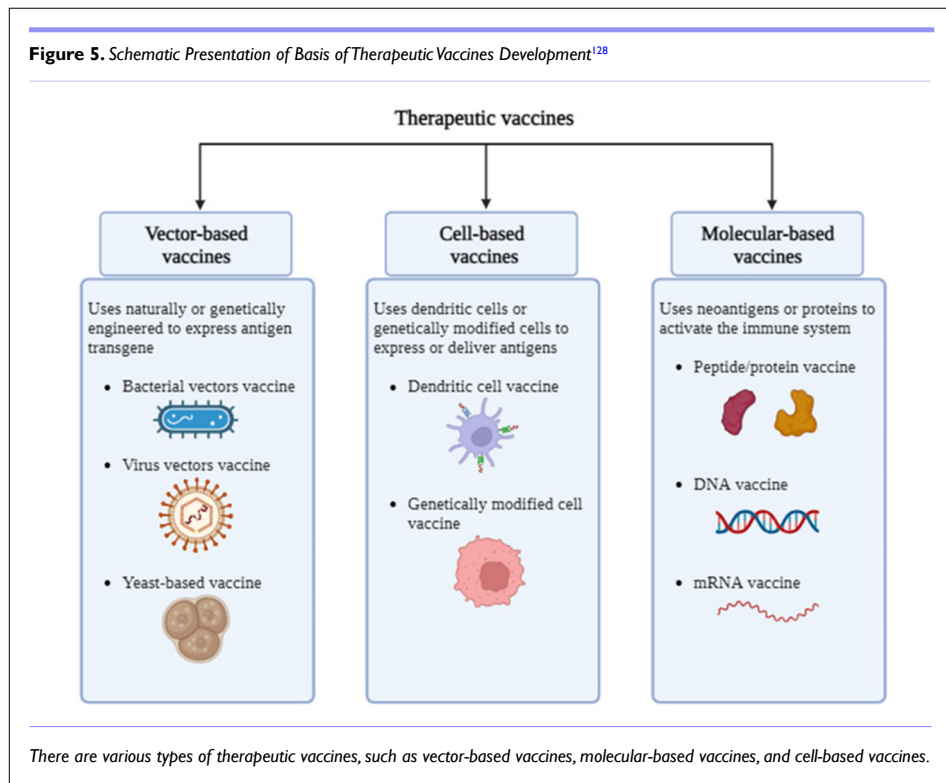 Figure 5. Schematic Presentation of Basis of Therapeutic Vaccines Development128
Therapeutic vaccines
Vector-based
vaccines
Uses naturally or genetically
engineered to express antigen
transgene
• Bacterial vectors vaccine
• Virus vectors vaccine
• Yeast-based vaccine
Cell-based
vaccines
Uses dendritic cells or
genetically modified cells to
express or deliver antigens
• Dendritic cell vaccine
• Genetically modified cell
vaccine
Molecular-based
vaccines
Uses neoantigens or proteins to
activate the immune system
• Peptide/protein vaccine
• DNA vaccine
• mRNA vaccine
There are various types of therapeutic vaccines, such as vector-based vaccines, molecular-based vaccines, and cell-based vaccines.